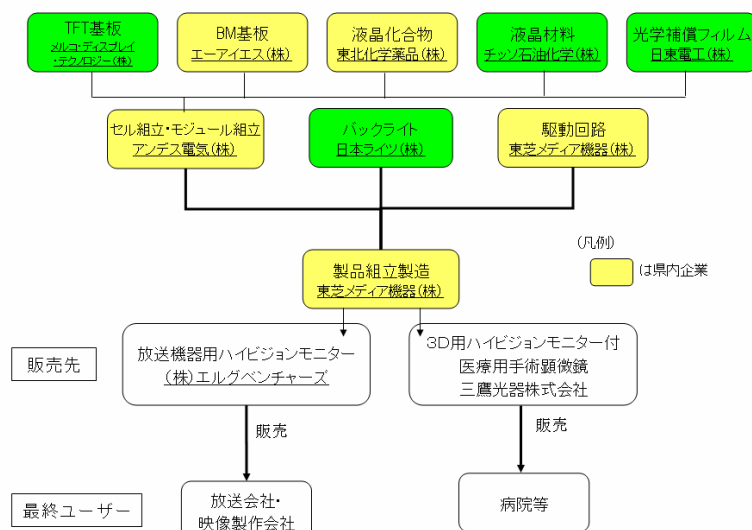 TFT基板
メルコ・ディスプレイ
・テクノロジー(株)
BM基板
エーアイエス(株)
液晶化合物
東北化学薬品(株)
液晶材料
チッソ石油化学(株)
光学補償フィルム
日東電工(株)
セル組立・モジュール組立
アンデス電気(株)
バックライト
日本ライツ(株)
駆動回路
東芝メディア機器(株)
製品組立製造
東芝メディア機器(株)
(凡例)
は県内企業
販売先
放送機器用ハイビジョンモニター
(株)エルグベンチャーズ
3D用ハイビジョンモニター付
医療用手術顕微鏡
三鷹光器株式会社
販売
販売
最終ユーザー
放送会社・
映像製作会社
病院等